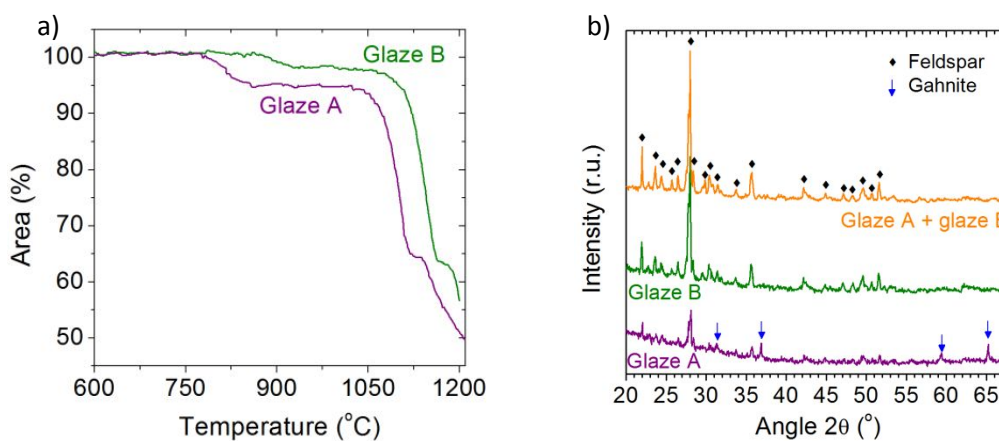 a)
Glaze B
Glaze A
100
90
80
70
60
50
Area (%)
600 750 900 1050 1200
Temperature (°C)
b)
Feldspar
Gahnite
Glaze A + glaze B
Glaze B
Glaze A
Intensity (r.u.)
20 25 30 35 40 45 50 55 60 65
Angle 2θ (°)